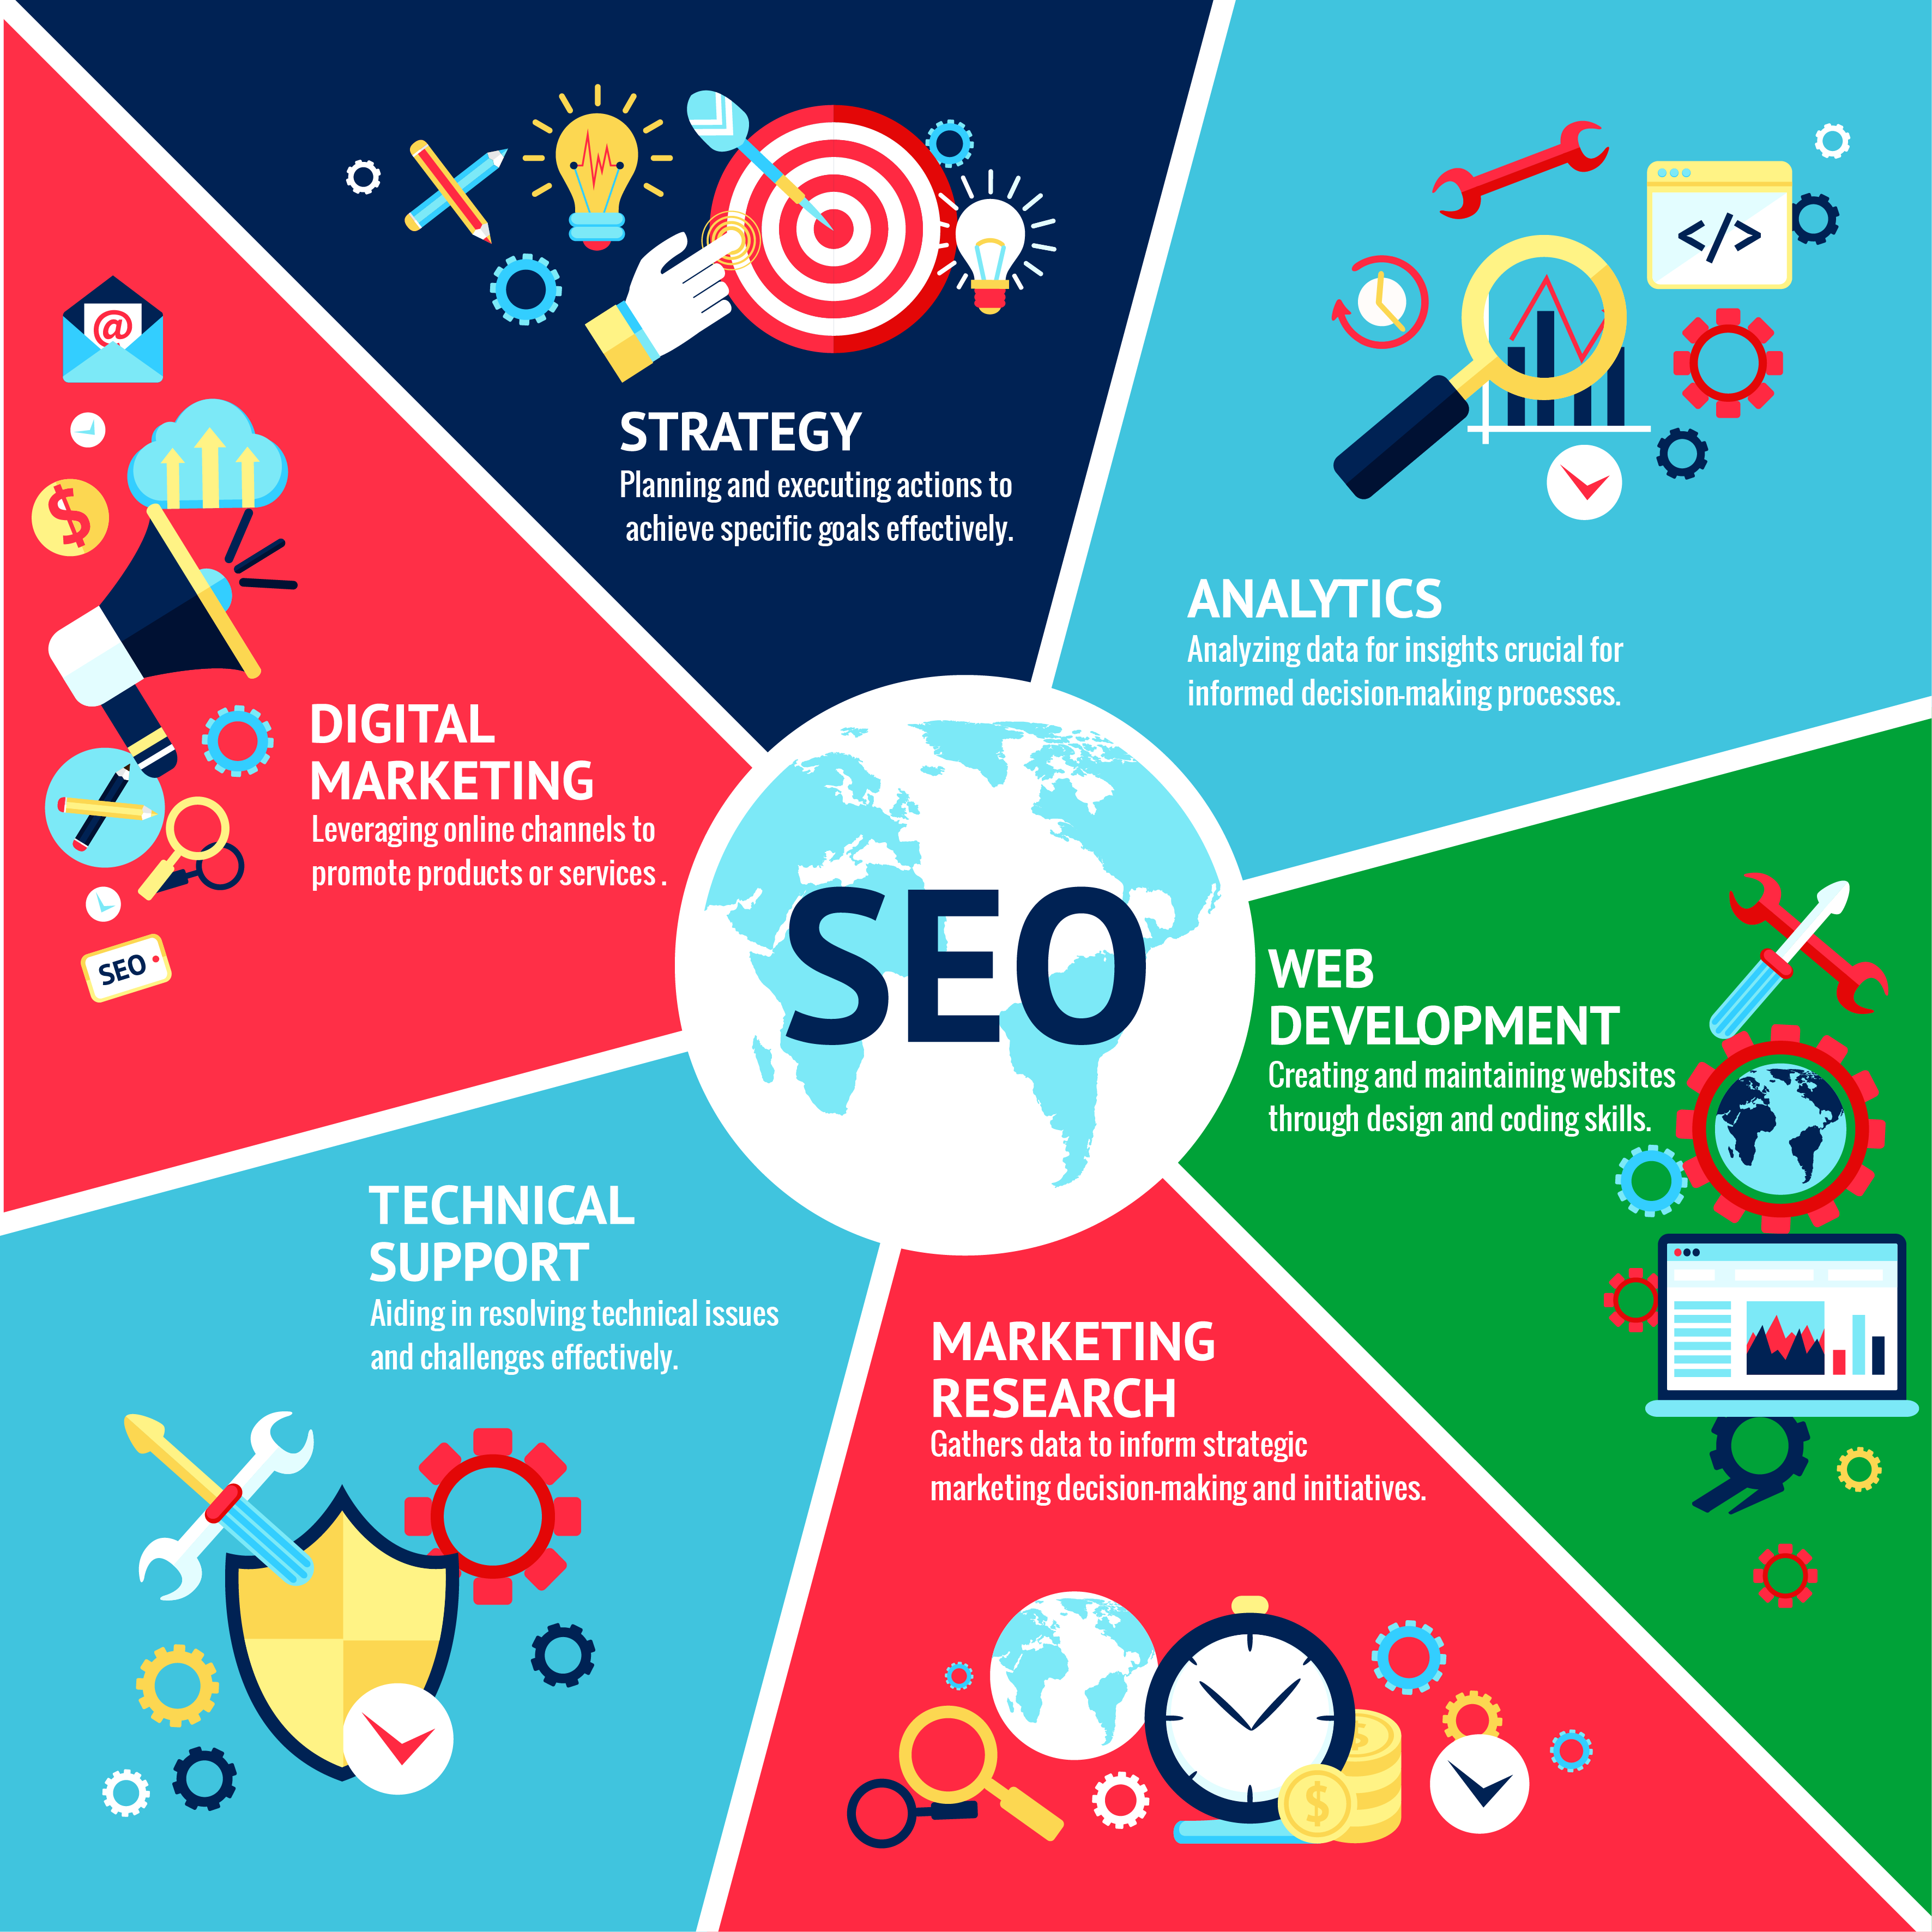 STRATEGY
Planning and executing actions to
achieve specific goals effectively.
ANALYTICS
Analyzing data for insights crucial for
informed decision-making processes.
</>
@
$
DIGITAL
MARKETING
Leveraging online channels to
promote products or services .
SEO
SEO
WEB
DEVELOPMENT
Creating and maintaining websites
through design and coding skills.
TECHNICAL
SUPPORT
Aiding in resolving technical issues
and challenges effectively.
MARKETING
RESEARCH
Gathers data to inform strategic
marketing decision-making and initiatives.
$
$